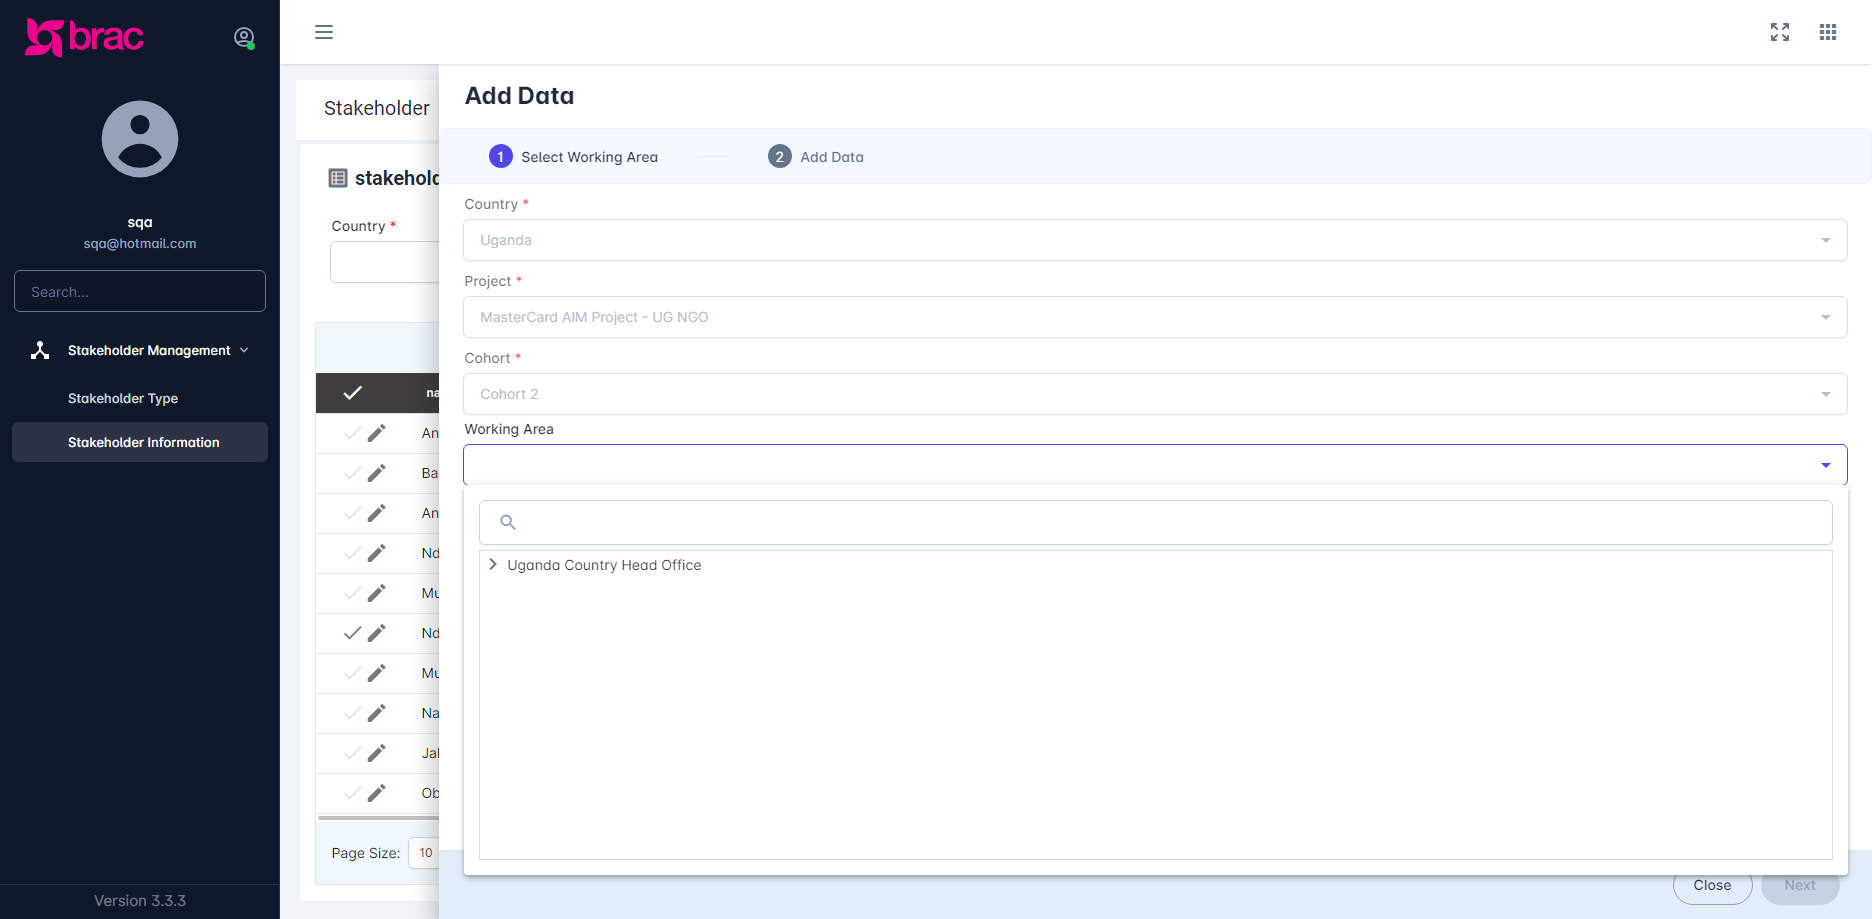 brac
sqa
sqa@hotmail.com
Search...
Stakeholder Management
Stakeholder Type
Stakeholder Information
Version 3.3.3
Stakeholder
stakehold
Country *
na
An
Ba
An
Nd
Mu
Nd
Mu
Na
Jal
Ob
Page Size: 10
Add Data
1 Select Working Area
2 Add Data
Country *
Uganda
Project *
MasterCard AIM Project - UG NGO
Cohort *
Cohort 2
Working Area
Uganda Country Head Office
Close
Next